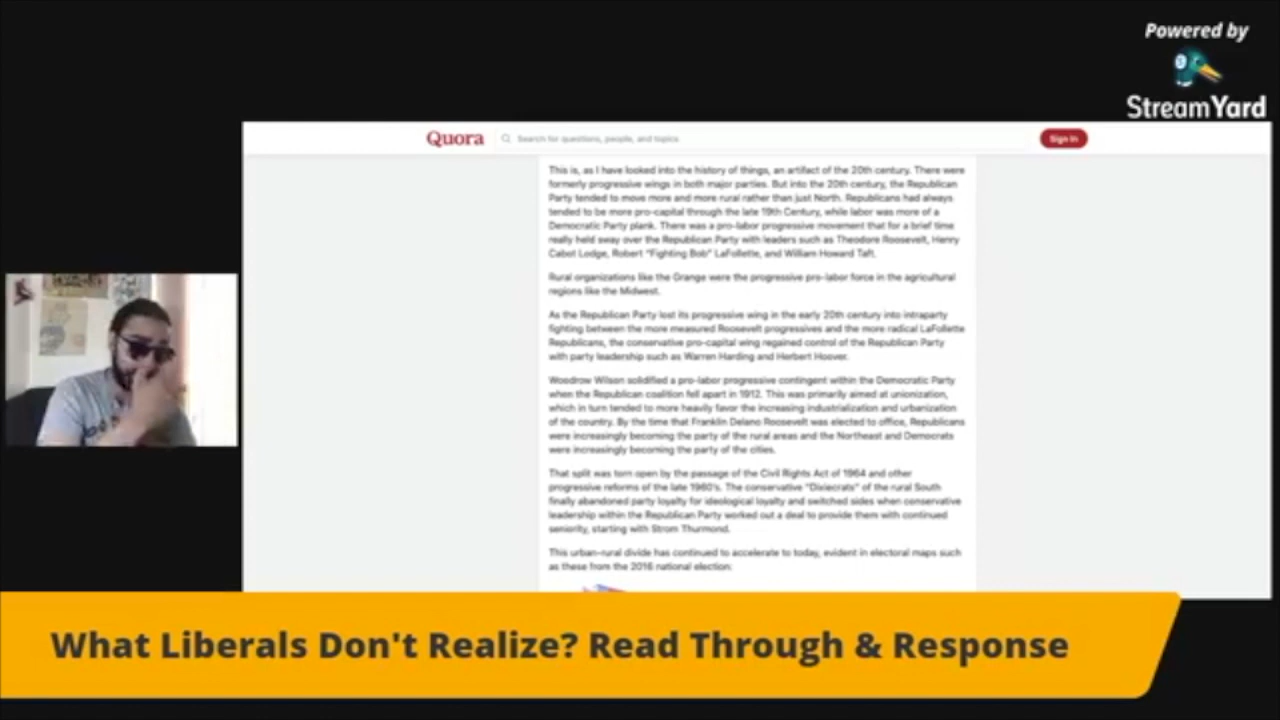 Powered by
StreamYard
Quora
Search for questions, people, and topics
Sign In
This is, as I have looked into the history of things, an artifact of the 20th century. There were
formerly progressive wings in both major parties. But into the 20th century, the Republican
Party tended to move more and more rural rather than just North. Republicans had always
tended to be more pro-capital through the late 19th Century, while labor was more of a
Democratic Party plank. There was a pro-labor progressive movement that for a brief time
really held sway over the Republican Party with leaders such as Theodore Roosevelt, Henry
Cabot Lodge, Robert "Fighting Bob" LaFollette, and William Howard Taft.
Rural organizations like the Grange were the progressive pro-labor force in the agricultural
regions like the Midwest.
As the Republican Party lost its progressive wing in the early 20th century into intraparty
fighting between the more measured Roosevelt progressives and the more radical LaFollette
Republicans, the conservative pro-capital wing regained control of the Republican Party
with party leadership such as Warren Harding and Herbert Hoover.
Woodrow Wilson solidified a pro-labor progressive contingent within the Democratic Party
when the Republican coalition fell apart in 1912. This was primarily aimed at unionization,
which in turn tended to more heavily favor the increasing industrialization and urbanization
of the country. By the time that Franklin Delano Roosevelt was elected to office, Republicans
were increasingly becoming the party of the rural areas and the Northeast and Democrats
were increasingly becoming the party of the cities.
That split was torn open by the passage of the Civil Rights Act of 1964 and other
progressive reforms of the late 1960's. The conservative "Dixiecrats" of the rural South
finally abandoned party loyalty for ideological loyalty and switched sides when conservative
leadership within the Republican Party worked out a deal to provide them with continued
seniority, starting with Strom Thurmond.
This urban-rural divide has continued to accelerate to today, evident in electoral maps such
as these from the 2016 national election:
What Liberals Don't Realize? Read Through & Response